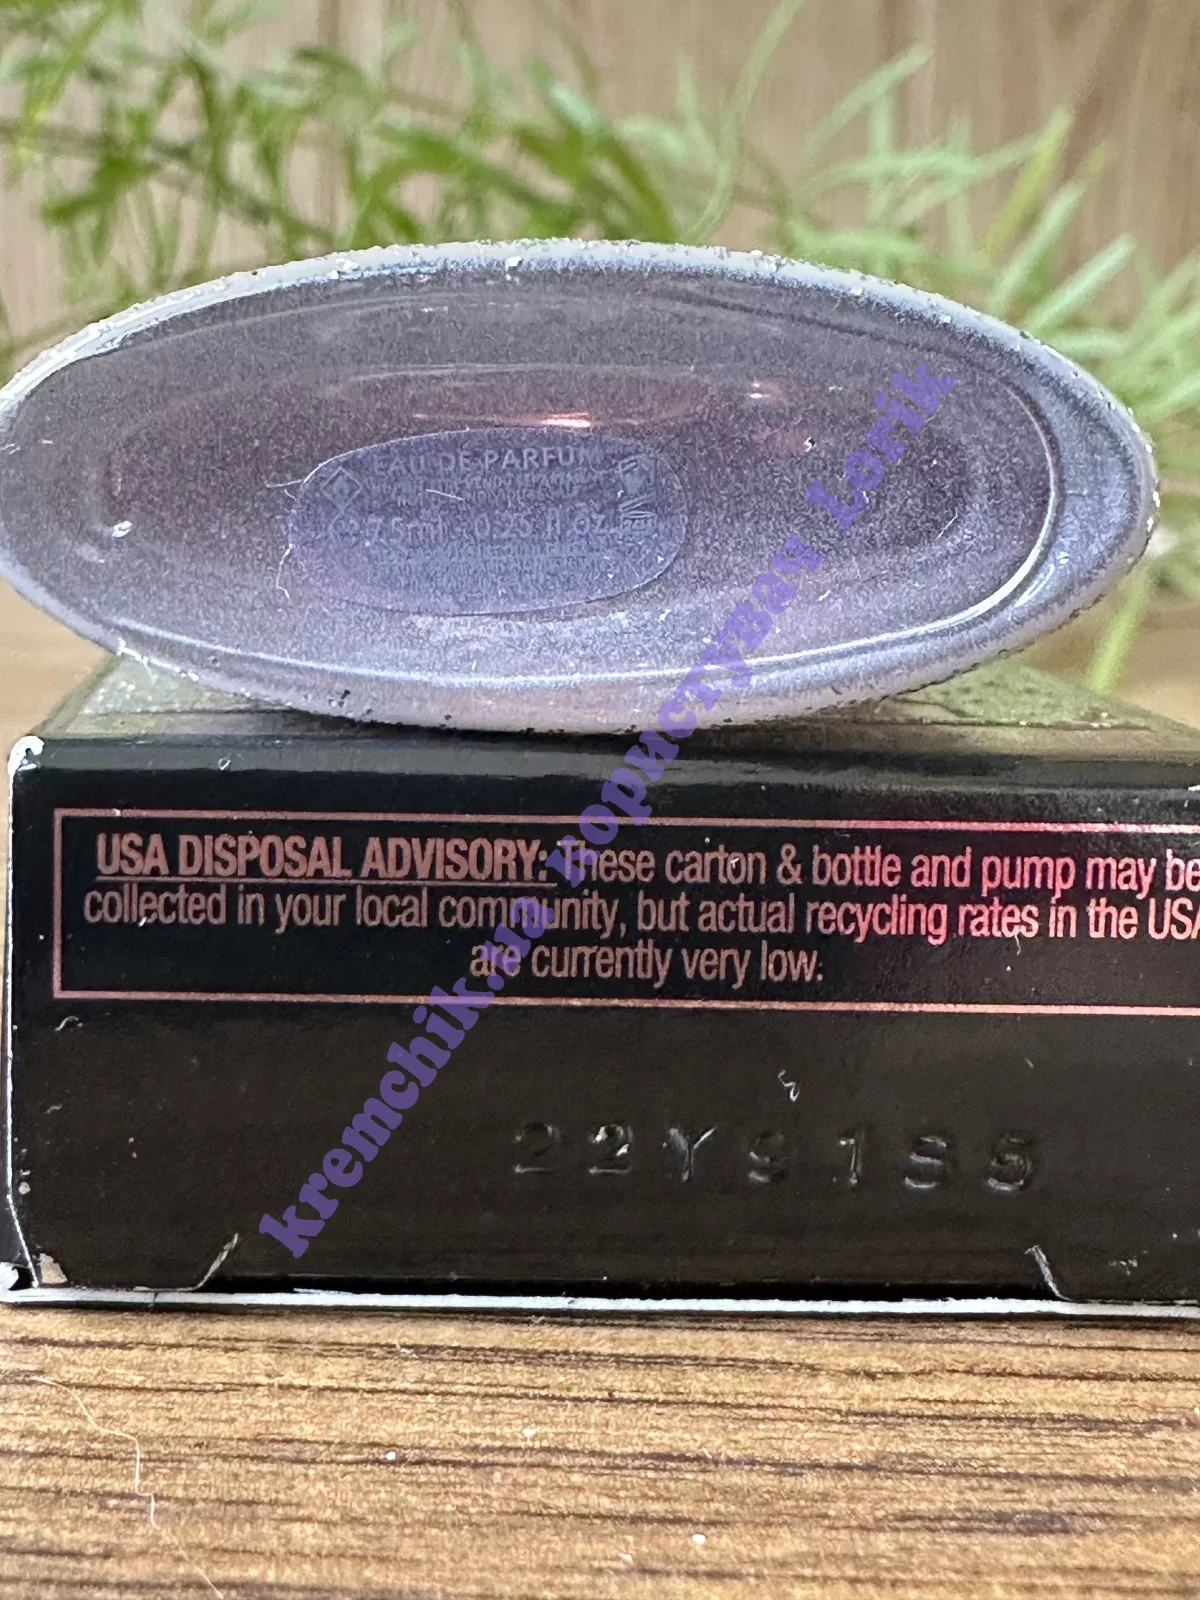 EAU DE PARFUM
7.5ml 0.25 fl oz
USA DISPOSAL ADVISORY: These carton & bottle and pump may be
collected in your local community, but actual recycling rates in the USA
are currently very low.
22Y91S5
kremchik.ua користувач Lorik